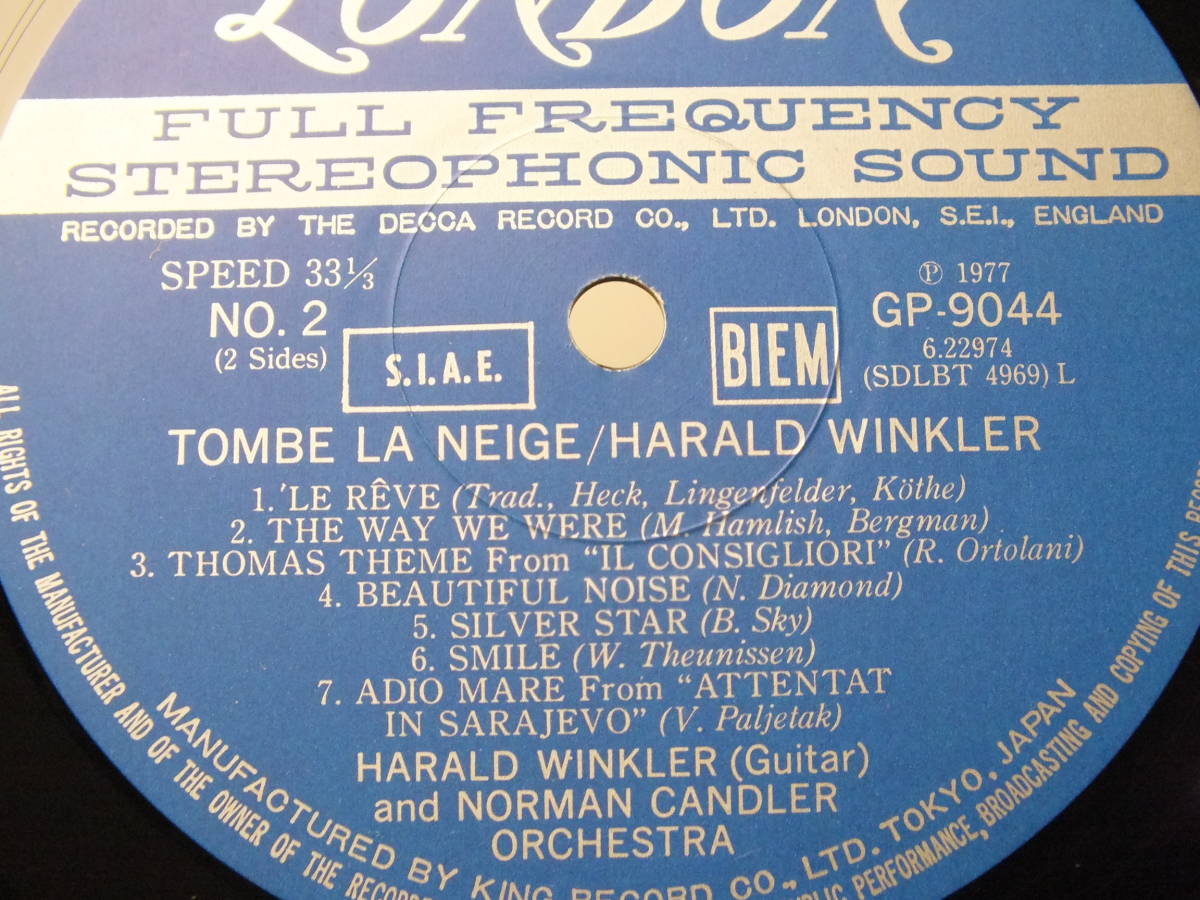 LONDON
FULL FREQUENCY
STEREOPHONIC SOUND
RECORDED BY THE DECCA RECORD CO., LTD. LONDON, S.E.I., ENGLAND
SPEED 33⅓
NO. 2
(2 Sides)
S.I.A.E.
BIEM
℗ 1977
GP-9044
6.22974
(SDLBT 4969) L
TOMBE LA NEIGE/HARALD WINKLER
1. 'LE RÊVE (Trad., Heck, Lingenfelder, Köthe)
2. THE WAY WE WERE (M. Hamlish, Bergman)
3. THOMAS THEME From "IL CONSIGLIORI" (R. Ortolani)
4. BEAUTIFUL NOISE (N. Diamond)
5. SILVER STAR (B. Sky)
6. SMILE (W. Theunissen)
7. ADIO MARE From "ATTENTAT
IN SARAJEVO" (V. Paljetak)
HARALD WINKLER (Guitar)
and NORMAN CANDLER
ORCHESTRA
MANUFACTURED BY KING RECORD CO., LTD. TOKYO, JAPAN
ALL RIGHTS OF THE MANUFACTURER AND OF THE OWNER OF THE RECORDED
PUBLIC PERFORMANCE, BROADCASTING AND COPYING OF THIS RECORD